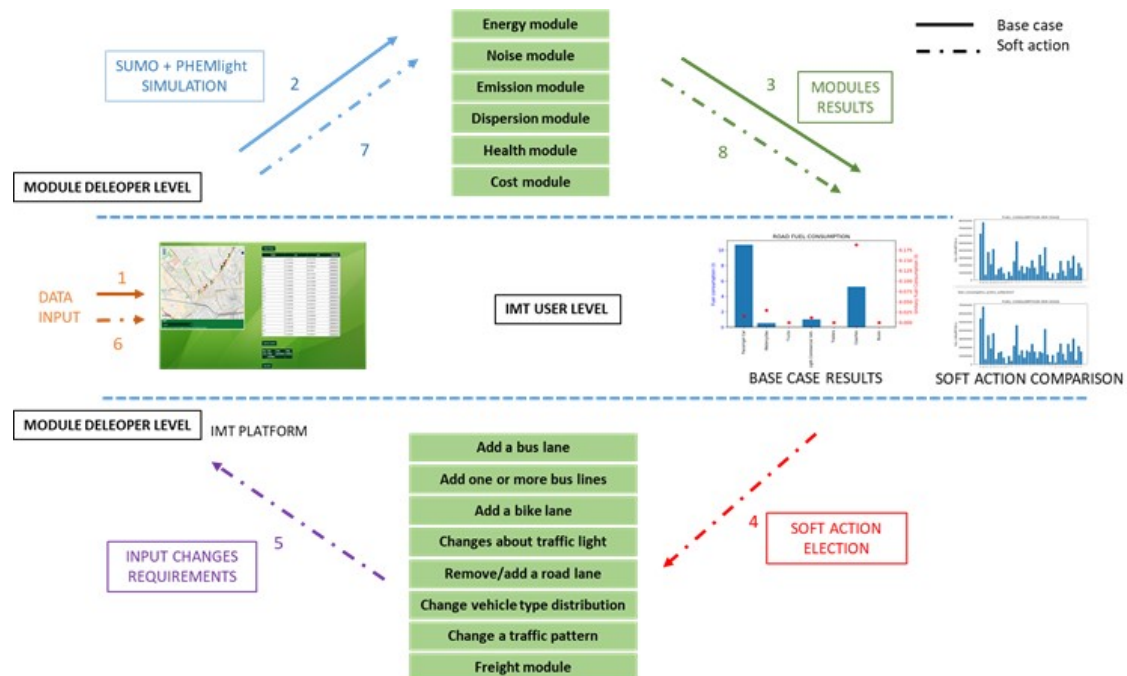 Energy module
Noise module
Emission module
Dispersion module
Health module
Cost module
Base case
Soft action
SUMO + PHEMlight
SIMULATION
2
7
3
8
MODULES
RESULTS
MODULE DELEOPER LEVEL
1
DATA
INPUT
6
IMT USER LEVEL
ROAD FUEL CONSUMPTION
BASE CASE RESULTS
SOFT ACTION COMPARISON
MODULE DELEOPER LEVEL
IMT PLATFORM
Add a bus lane
Add one or more bus lines
Add a bike lane
Changes about traffic light
Remove/add a road lane
Change vehicle type distribution
Change a traffic pattern
Freight module
4
SOFT ACTION
ELECTION
5
INPUT CHANGES
REQUIREMENTS